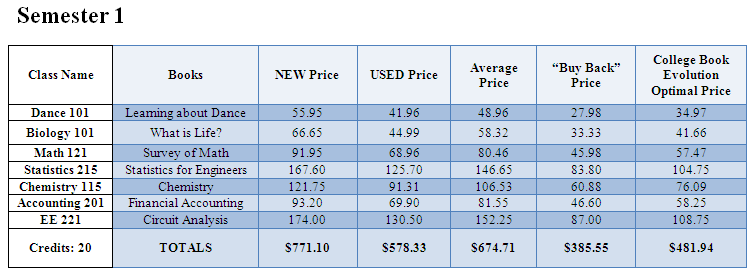 Semester 1
Class Name Books NEW Price USED Price Average Price “Buy Back” Price College Book Evolution Optimal Price
Dance 101 Learning about Dance 55.95 41.96 48.96 27.98 34.97
Biology 101 What is Life? 66.65 44.99 58.32 33.33 41.66
Math 121 Survey of Math 91.95 68.96 80.46 45.98 57.47
Statistics 215 Statistics for Engineers 167.60 125.70 146.65 83.80 104.75
Chemistry 115 Chemistry 121.75 91.31 106.53 60.88 76.09
Accounting 201 Financial Accounting 93.20 69.90 81.55 46.60 58.25
EE 221 Circuit Analysis 174.00 130.50 152.25 87.00 108.75
Credits: 20 TOTALS $771.10 $578.33 $674.71 $385.55 $481.94